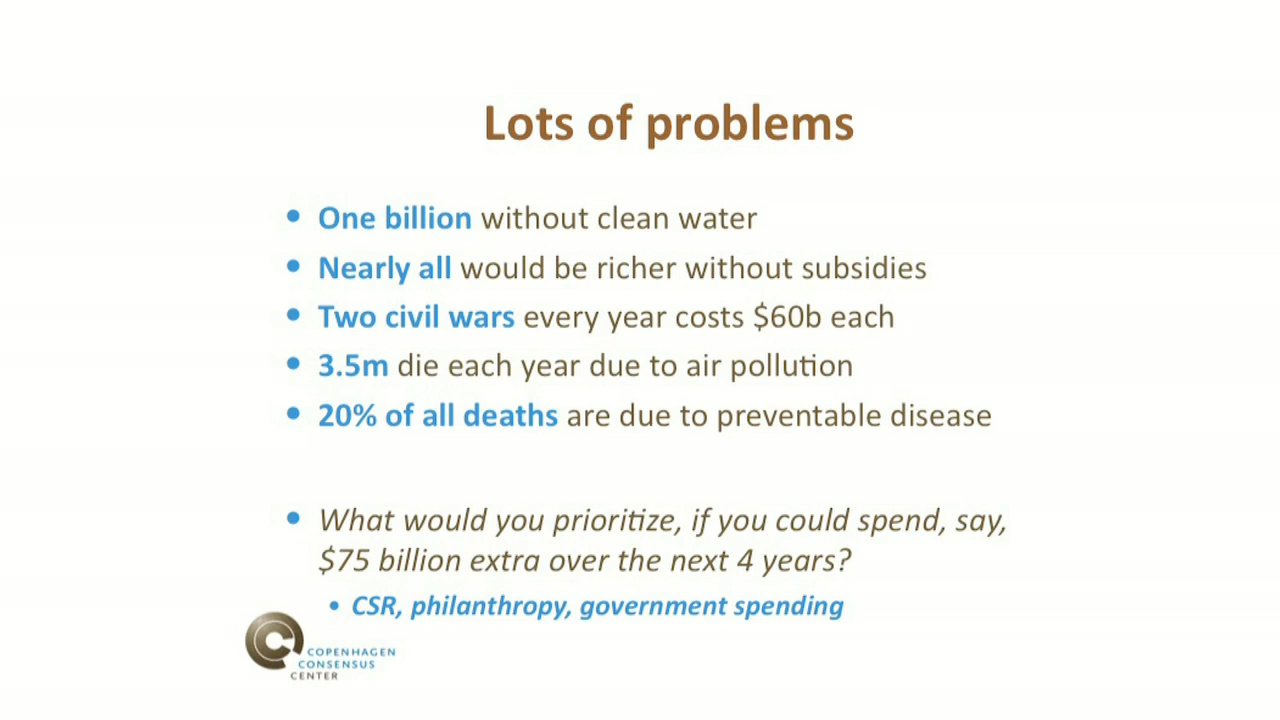 Lots of problems
• One billion without clean water
• Nearly all would be richer without subsidies
• Two civil wars every year costs $60b each
• 3.5m die each year due to air pollution
• 20% of all deaths are due to preventable disease
• What would you prioritize, if you could spend, say,
$75 billion extra over the next 4 years?
• CSR, philanthropy, government spending
COPENHAGEN
CONSENSUS
CENTER